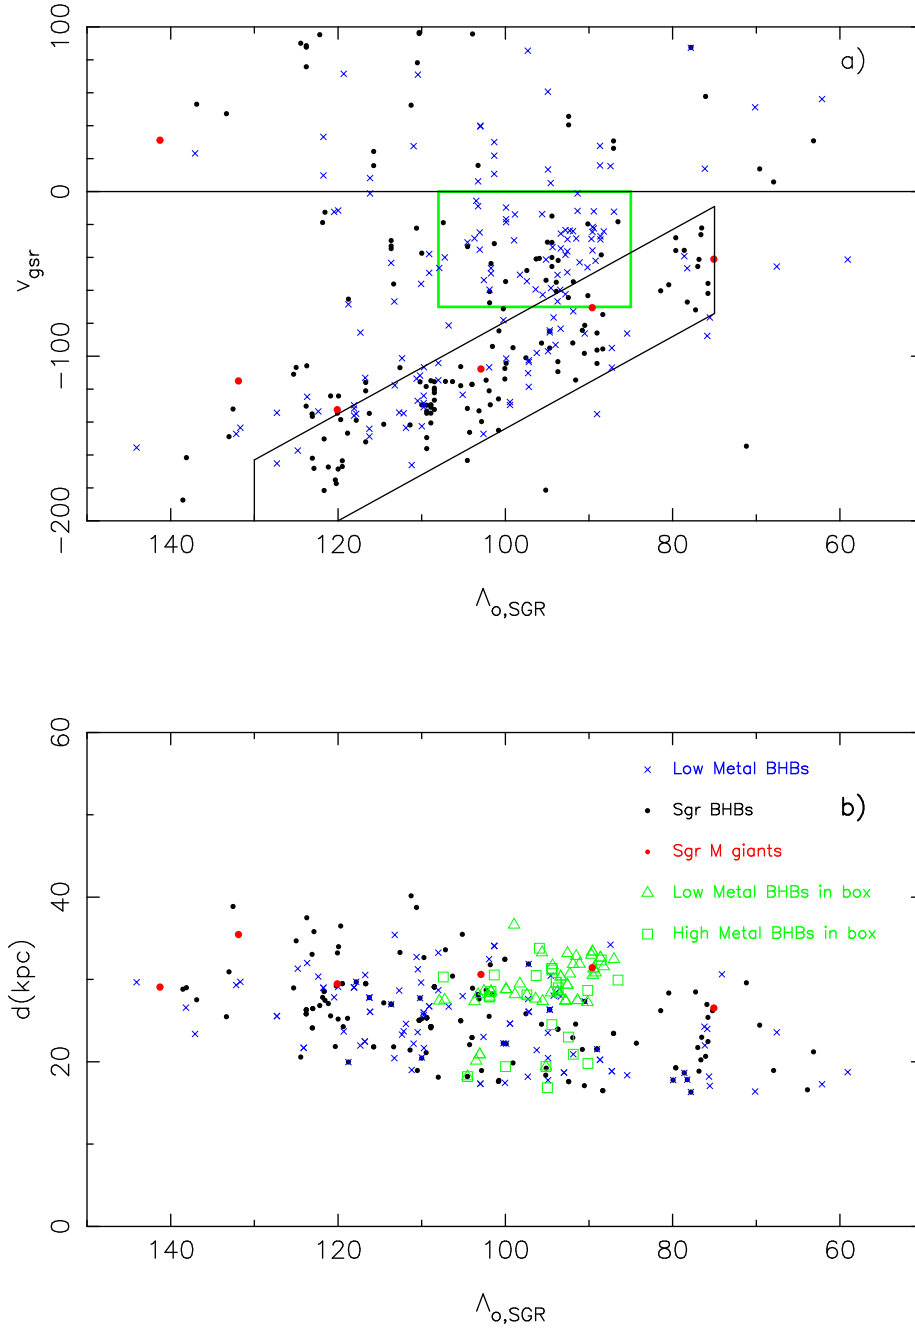 100
0
−100
−200
v_gsr
a)
140
120
100
80
60
Λ_o,SGR
60
40
20
0
d(kpc)
× Low Metal BHBs
b)
• Sgr BHBs
• Sgr M giants
△ Low Metal BHBs in box
□ High Metal BHBs in box
140
120
100
80
60
Λ_o,SGR